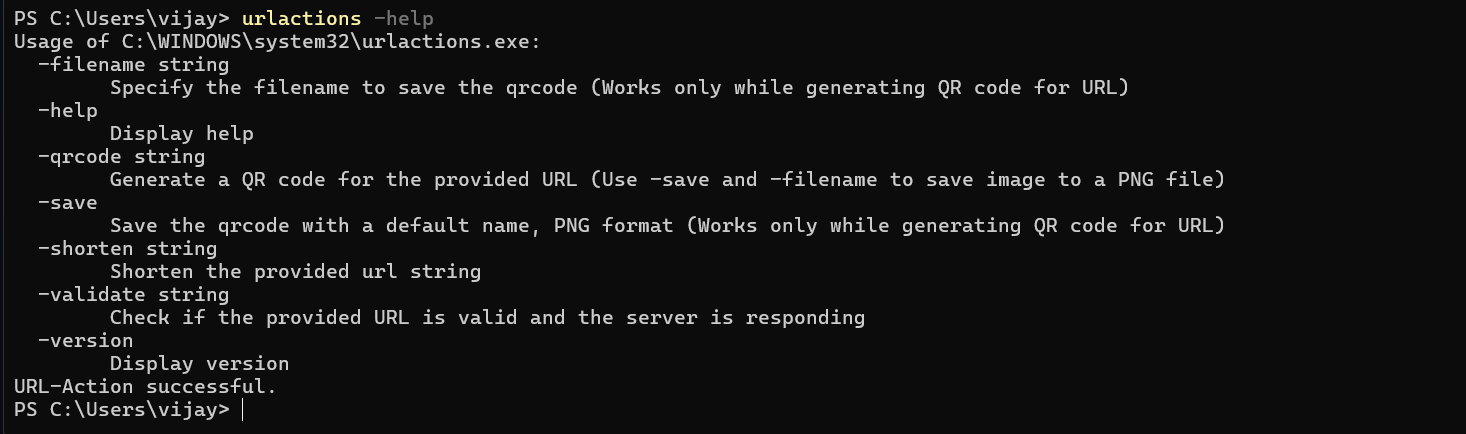 PS C:\Users\vijay> urlactions -help
Usage of C:\WINDOWS\system32\urlactions.exe:
  -filename string
        Specify the filename to save the qrcode (Works only while generating QR code for URL)
  -help
        Display help
  -qrcode string
        Generate a QR code for the provided URL (Use -save and -filename to save image to a PNG file)
  -save
        Save the qrcode with a default name, PNG format (Works only while generating QR code for URL)
  -shorten string
        Shorten the provided url string
  -validate string
        Check if the provided URL is valid and the server is responding
  -version
        Display version
URL-Action successful.
PS C:\Users\vijay>